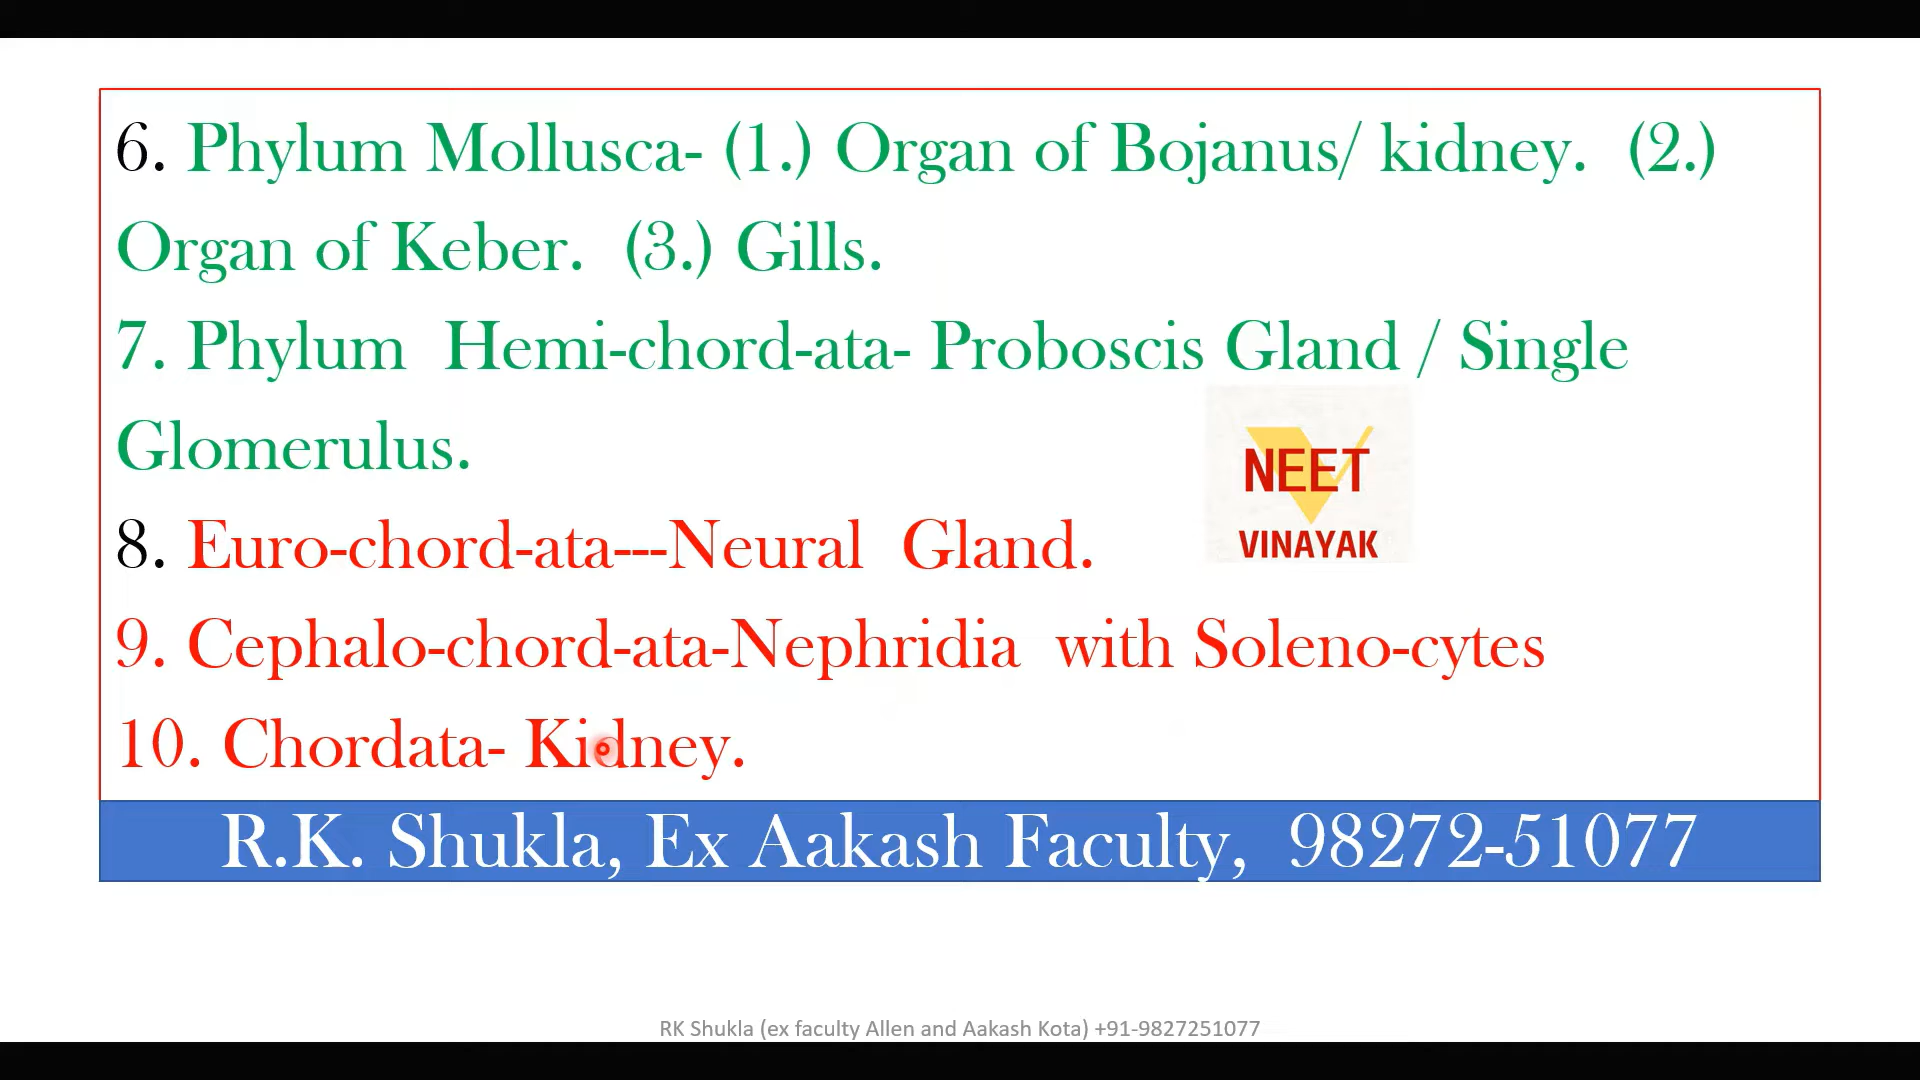 6. Phylum Mollusca- (1.) Organ of Bojanus/ kidney. (2.)
Organ of Keber. (3.) Gills.
7. Phylum Hemi-chord-ata- Proboscis Gland / Single
Glomerulus.
NEET
VINAYAK
8. Euro-chord-ata---Neural Gland.
9. Cephalo-chord-ata-Nephridia with Soleno-cytes
10. Chordata- Kidney.
R.K. Shukla, Ex Aakash Faculty, 98272-51077
RK Shukla (ex faculty Allen and Aakash Kota) +91-9827251077